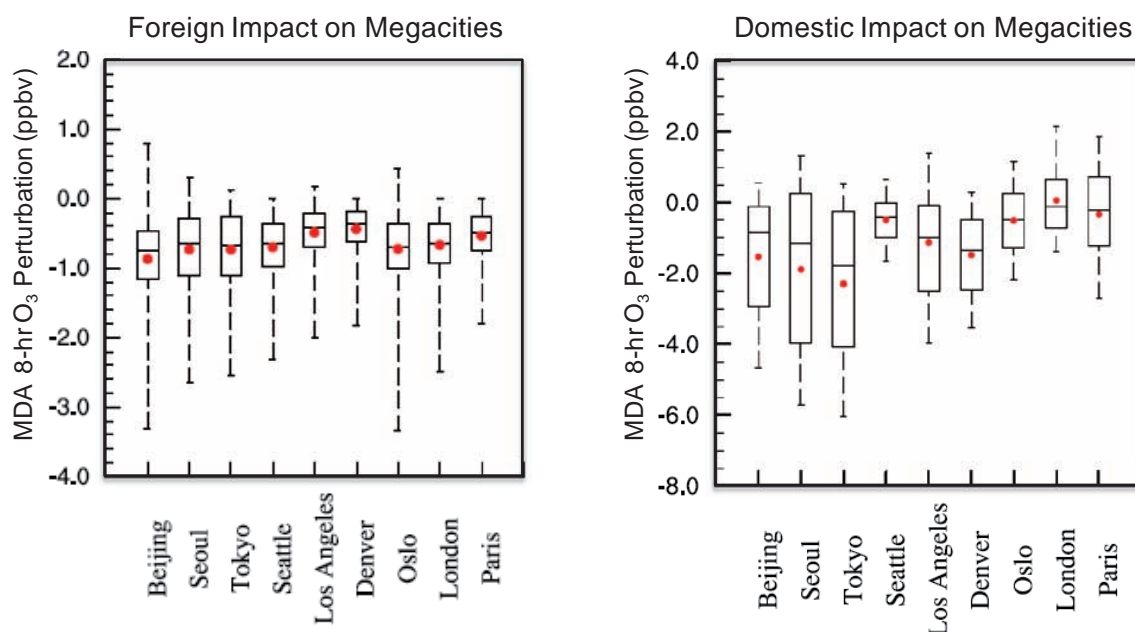 Foreign Impact on Megacities
MDA 8-hr O₃ Perturbation (ppbv)
2.0
1.0
0.0
-1.0
-2.0
-3.0
-4.0
Beijing
Seoul
Tokyo
Seattle
Los Angeles
Denver
Oslo
London
Paris
Domestic Impact on Megacities
MDA 8-hr O₃ Perturbation (ppbv)
4.0
2.0
0.0
-2.0
-4.0
-6.0
-8.0
Beijing
Seoul
Tokyo
Seattle
Los Angeles
Denver
Oslo
London
Paris